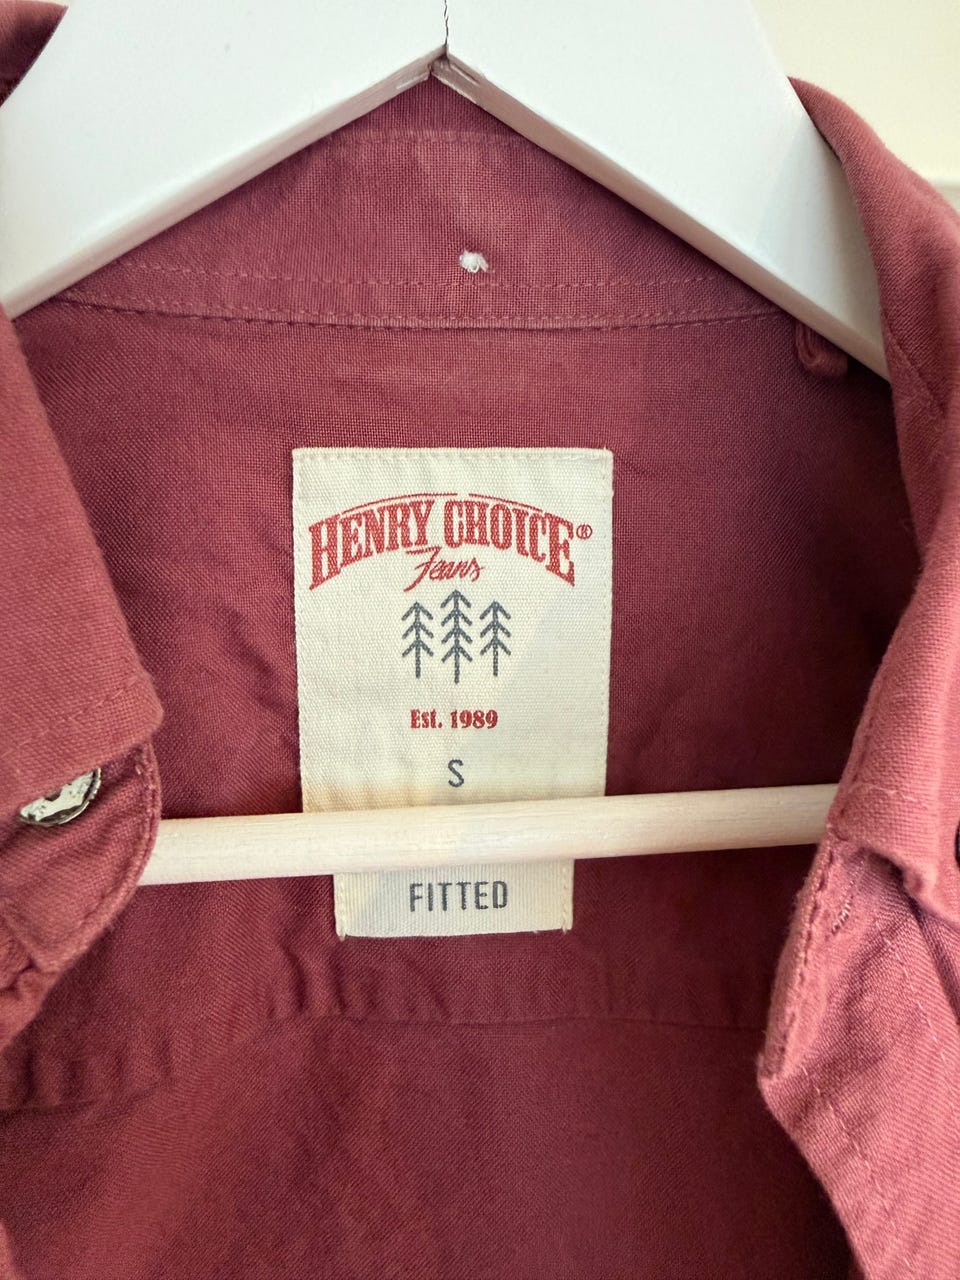 HENRY CHOICE®
Jeans
Est. 1989
S
FITTED